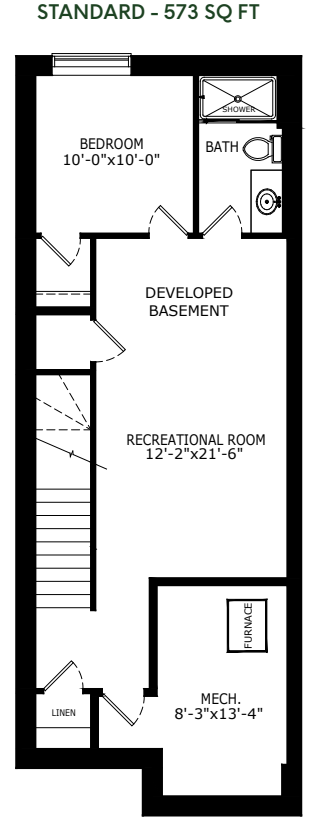 STANDARD - 573 SQ FT
SHOWER
BEDROOM
10'-0"x10'-0"
BATH
DEVELOPED
BASEMENT
RECREATIONAL ROOM
12'-2"x21'-6"
FURNACE
MECH.
8'-3"x13'-4"
LINEN